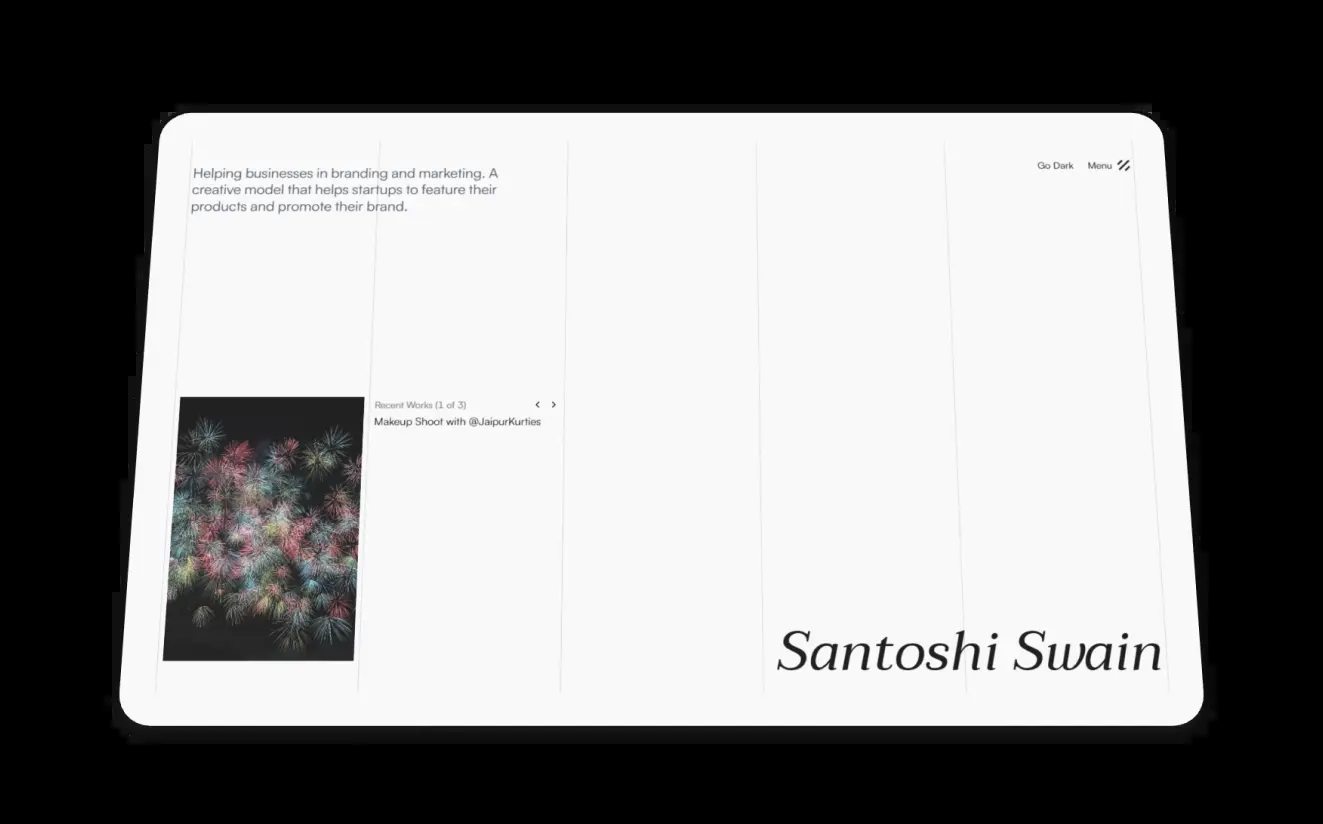 Helping businesses in branding and marketing. A
creative model that helps startups to feature their
products and promote their brand.
Go Dark Menu
Recent Works (1 of 3)
Makeup Shoot with @JaipurKurties
Santoshi Swain